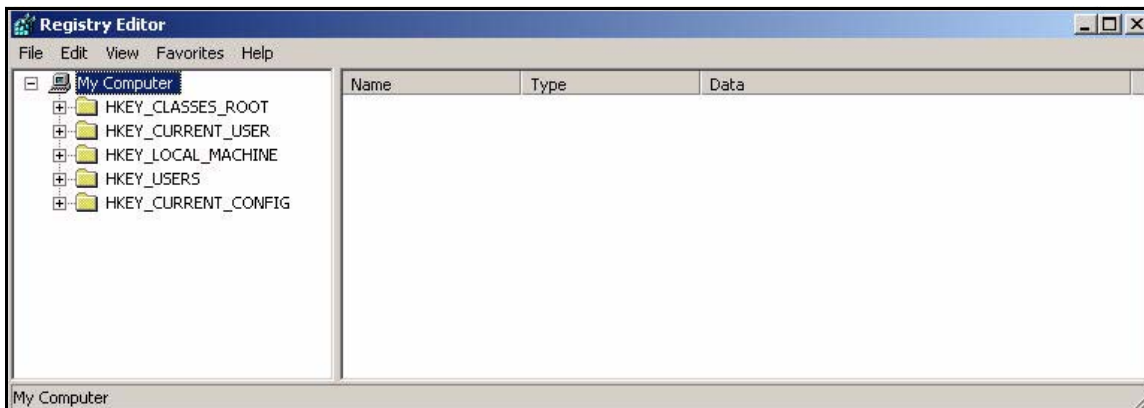 Registry Editor
File Edit View Favorites Help
My Computer
HKEY_CLASSES_ROOT
HKEY_CURRENT_USER
HKEY_LOCAL_MACHINE
HKEY_USERS
HKEY_CURRENT_CONFIG
Name Type Data
My Computer